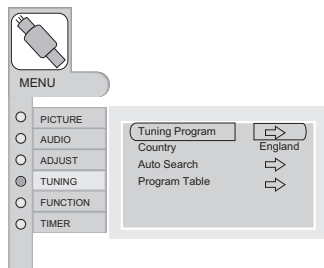 MENU
PICTURE
AUDIO
ADJUST
TUNING
FUNCTION
TIMER
Tuning Program
Country England
Auto Search
Program Table